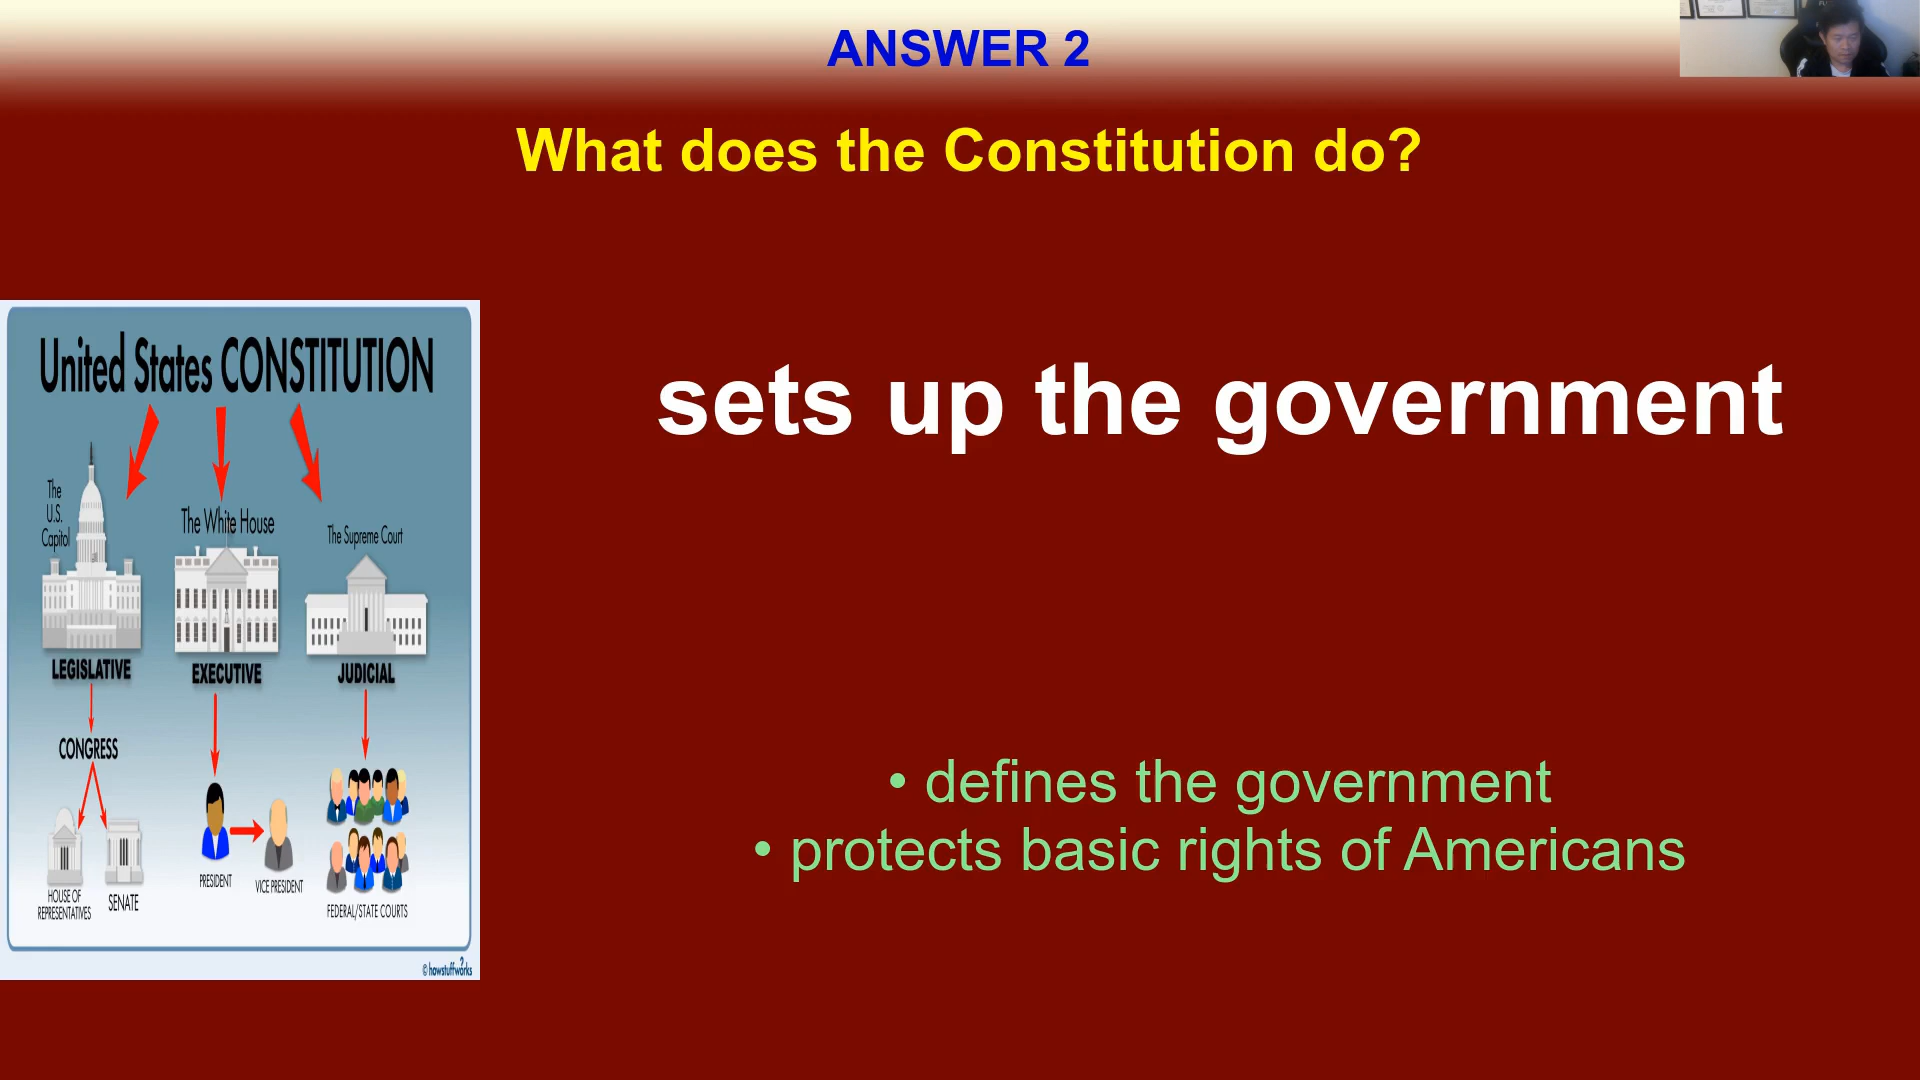 ANSWER 2
What does the Constitution do?
United States CONSTITUTION
The
U.S.
Capitol
The White House
The Supreme Court
LEGISLATIVE
EXECUTIVE
JUDICIAL
CONGRESS
HOUSE OF
REPRESENTATIVES
SENATE
PRESIDENT
VICE PRESIDENT
FEDERAL/STATE COURTS
© howstuffworks
sets up the government
• defines the government
• protects basic rights of Americans